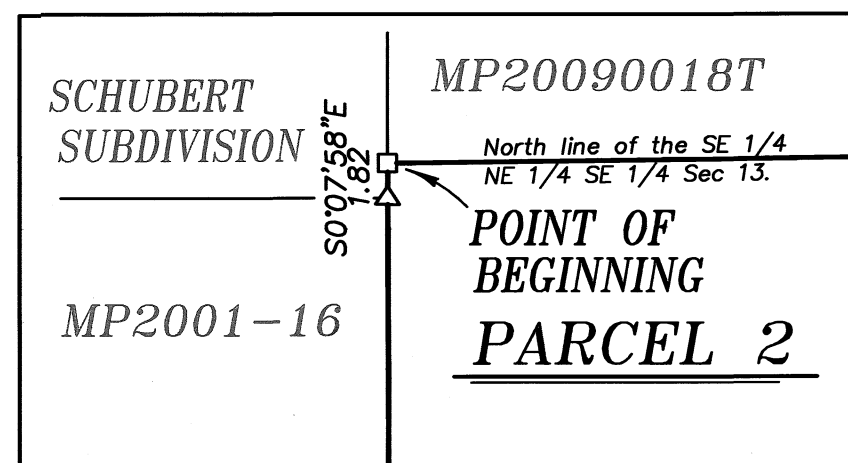 SCHUBERT
SUBDIVISION
MP20090018T
S0°07'58"E
1.82
North line of the SE 1/4
NE 1/4 SE 1/4 Sec 13.
POINT OF
BEGINNING
MP2001-16
PARCEL 2